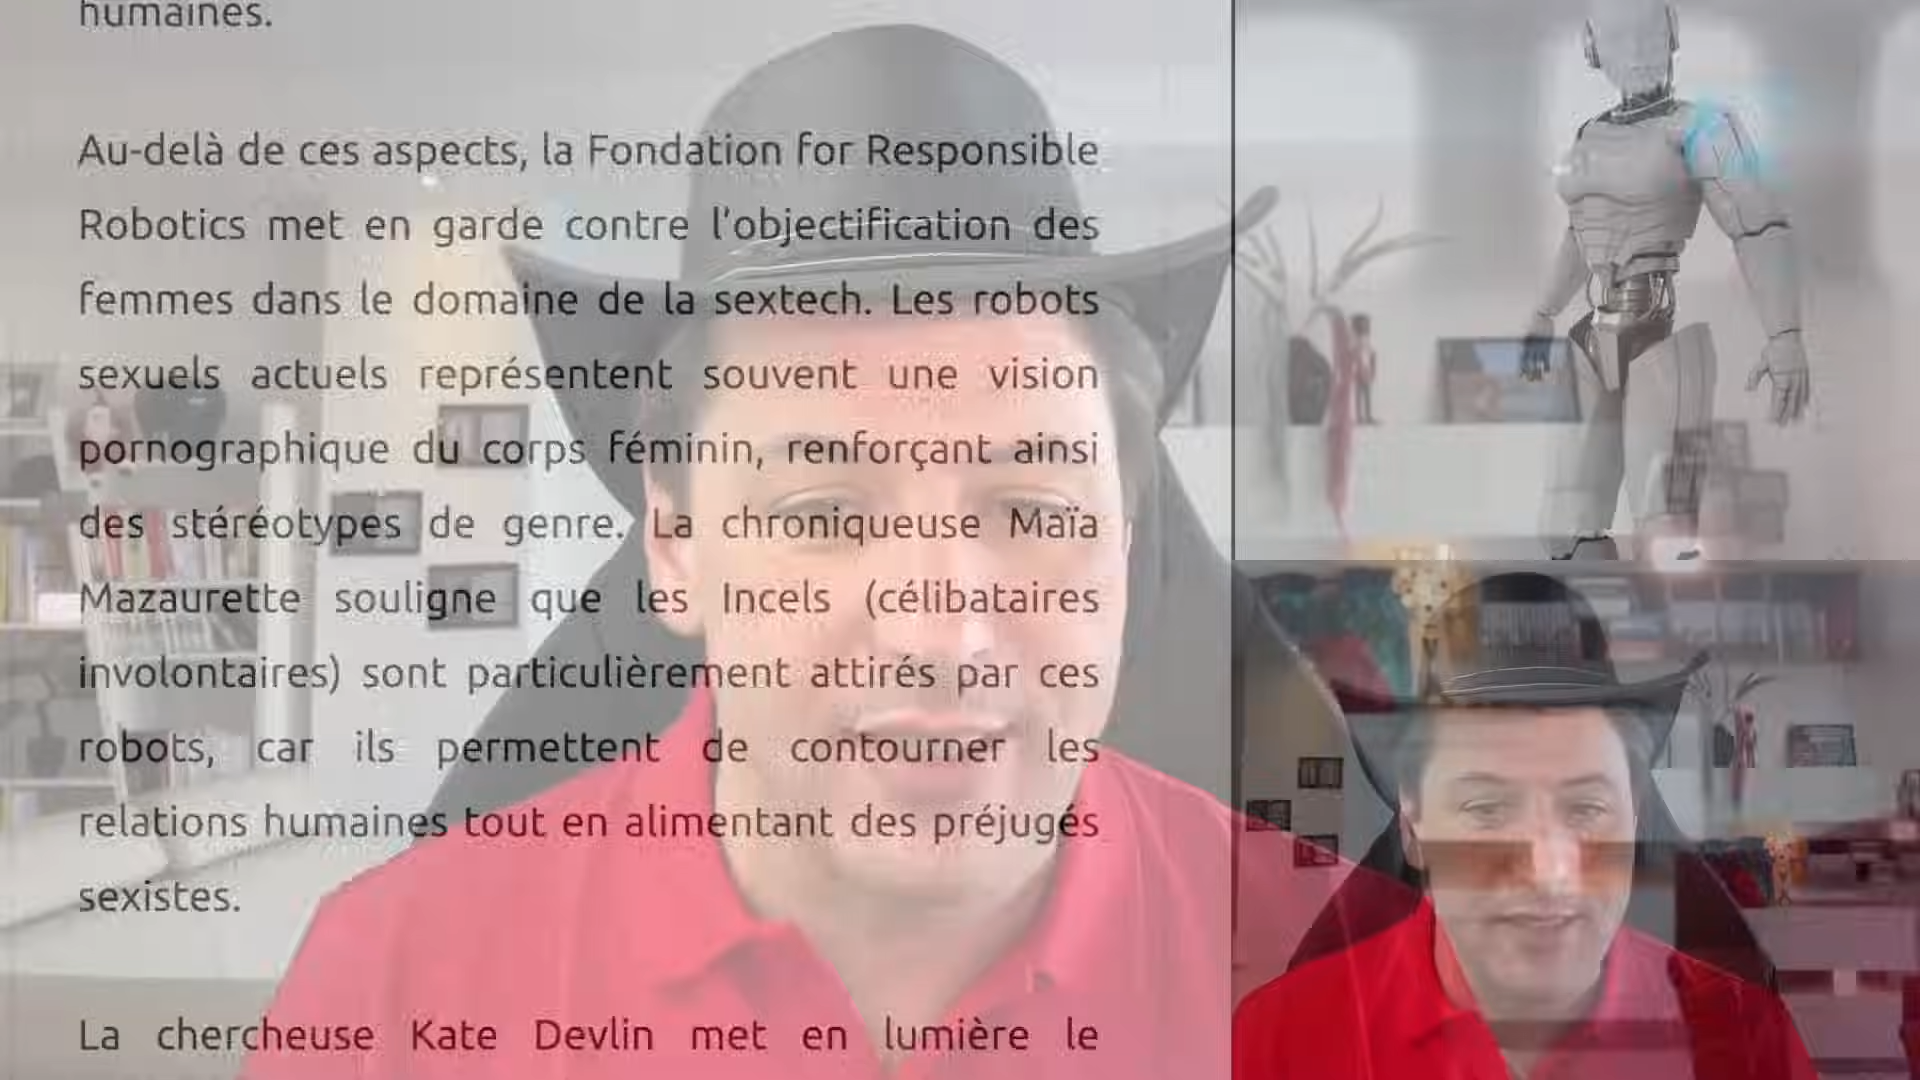 humaines.
Au-delà de ces aspects, la Fondation for Responsible
Robotics met en garde contre l'objectification des
femmes dans le domaine de la sextech. Les robots
sexuels actuels représentent souvent une vision
pornographique du corps féminin, renforçant ainsi
des stéréotypes de genre. La chroniqueuse Maïa
Mazaurette souligne que les Incels (célibataires
involontaires) sont particulièrement attirés par ces
robots, car ils permettent de contourner les
relations humaines tout en alimentant des préjugés
sexistes.
La chercheuse Kate Devlin met en lumière le